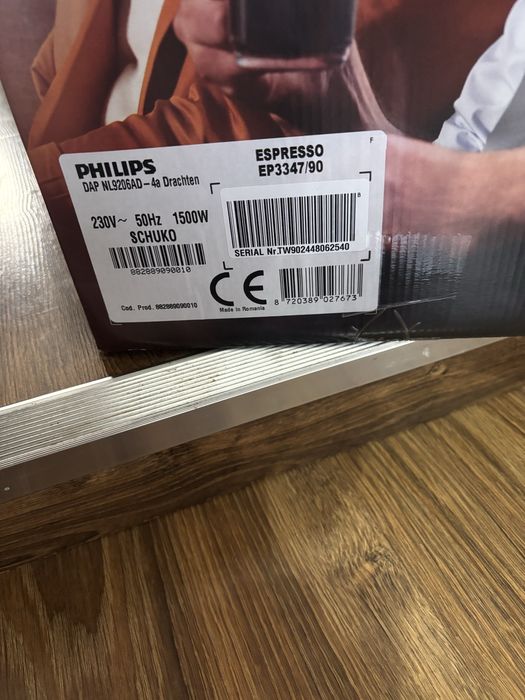 F
PHILIPS
DAP NL9206AD-4a Drachten
ESPRESSO
EP3347/90
230V~ 50Hz 1500W
SCHUKO
882889090010
B
SERIAL Nr.TW902448062540
Cod. Prod. 882889090010
CE
Made in Romania
8 720389 027673